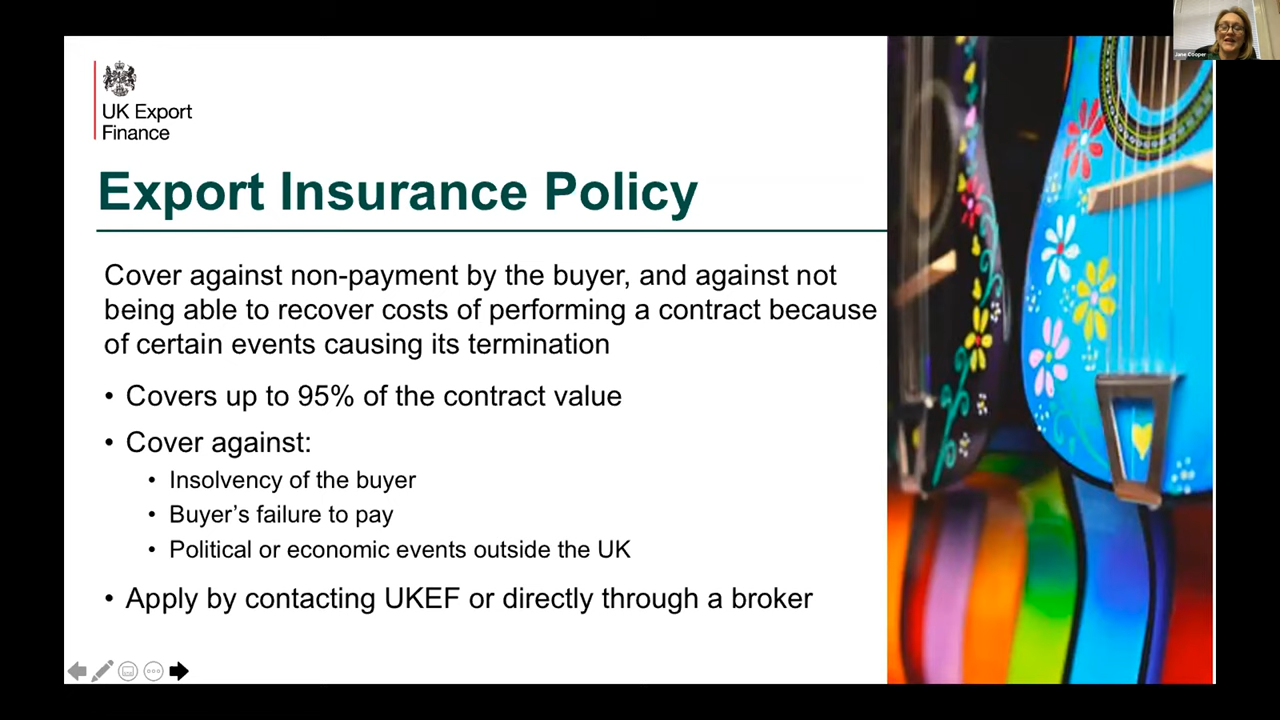 Jane Cooper
UK Export
Finance
Export Insurance Policy
Cover against non-payment by the buyer, and against not
being able to recover costs of performing a contract because
of certain events causing its termination
• Covers up to 95% of the contract value
• Cover against:
• Insolvency of the buyer
• Buyer’s failure to pay
• Political or economic events outside the UK
• Apply by contacting UKEF or directly through a broker